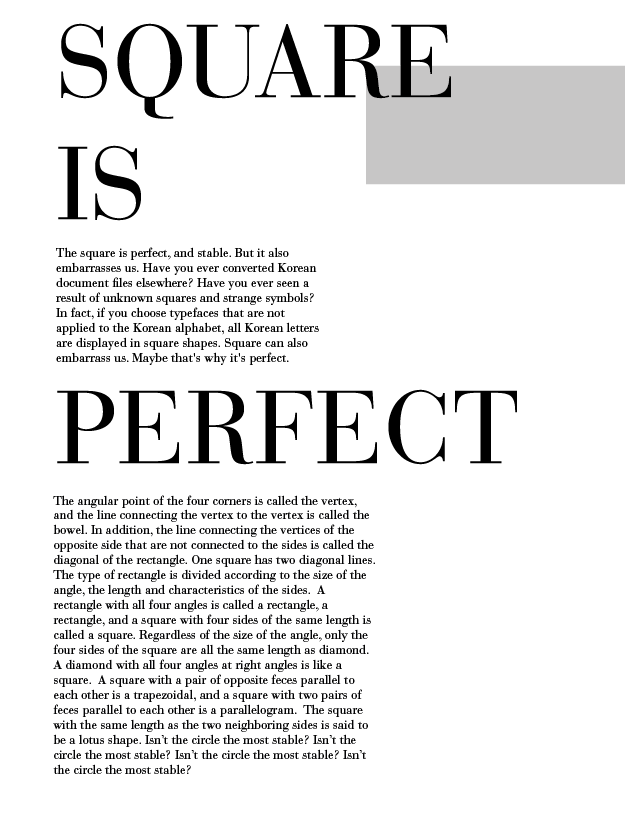 SQUARE
IS
The square is perfect, and stable. But it also
embarrasses us. Have you ever converted Korean
document files elsewhere? Have you ever seen a
result of unknown squares and strange symbols?
In fact, if you choose typefaces that are not
applied to the Korean alphabet, all Korean letters
are displayed in square shapes. Square can also
embarrass us. Maybe that's why it's perfect.
PERFECT
The angular point of the four corners is called the vertex,
and the line connecting the vertex to the vertex is called the
bowel. In addition, the line connecting the vertices of the
opposite side that are not connected to the sides is called the
diagonal of the rectangle. One square has two diagonal lines.
The type of rectangle is divided according to the size of the
angle, the length and characteristics of the sides.  A
rectangle with all four angles is called a rectangle, a
rectangle, and a square with four sides of the same length is
called a square. Regardless of the size of the angle, only the
four sides of the square are all the same length as diamond.
A diamond with all four angles at right angles is like a
square.  A square with a pair of opposite feces parallel to
each other is a trapezoidal, and a square with two pairs of
feces parallel to each other is a parallelogram.  The square
with the same length as the two neighboring sides is said to
be a lotus shape. Isn't the circle the most stable? Isn't the
circle the most stable? Isn't the circle the most stable? Isn't
the circle the most stable?